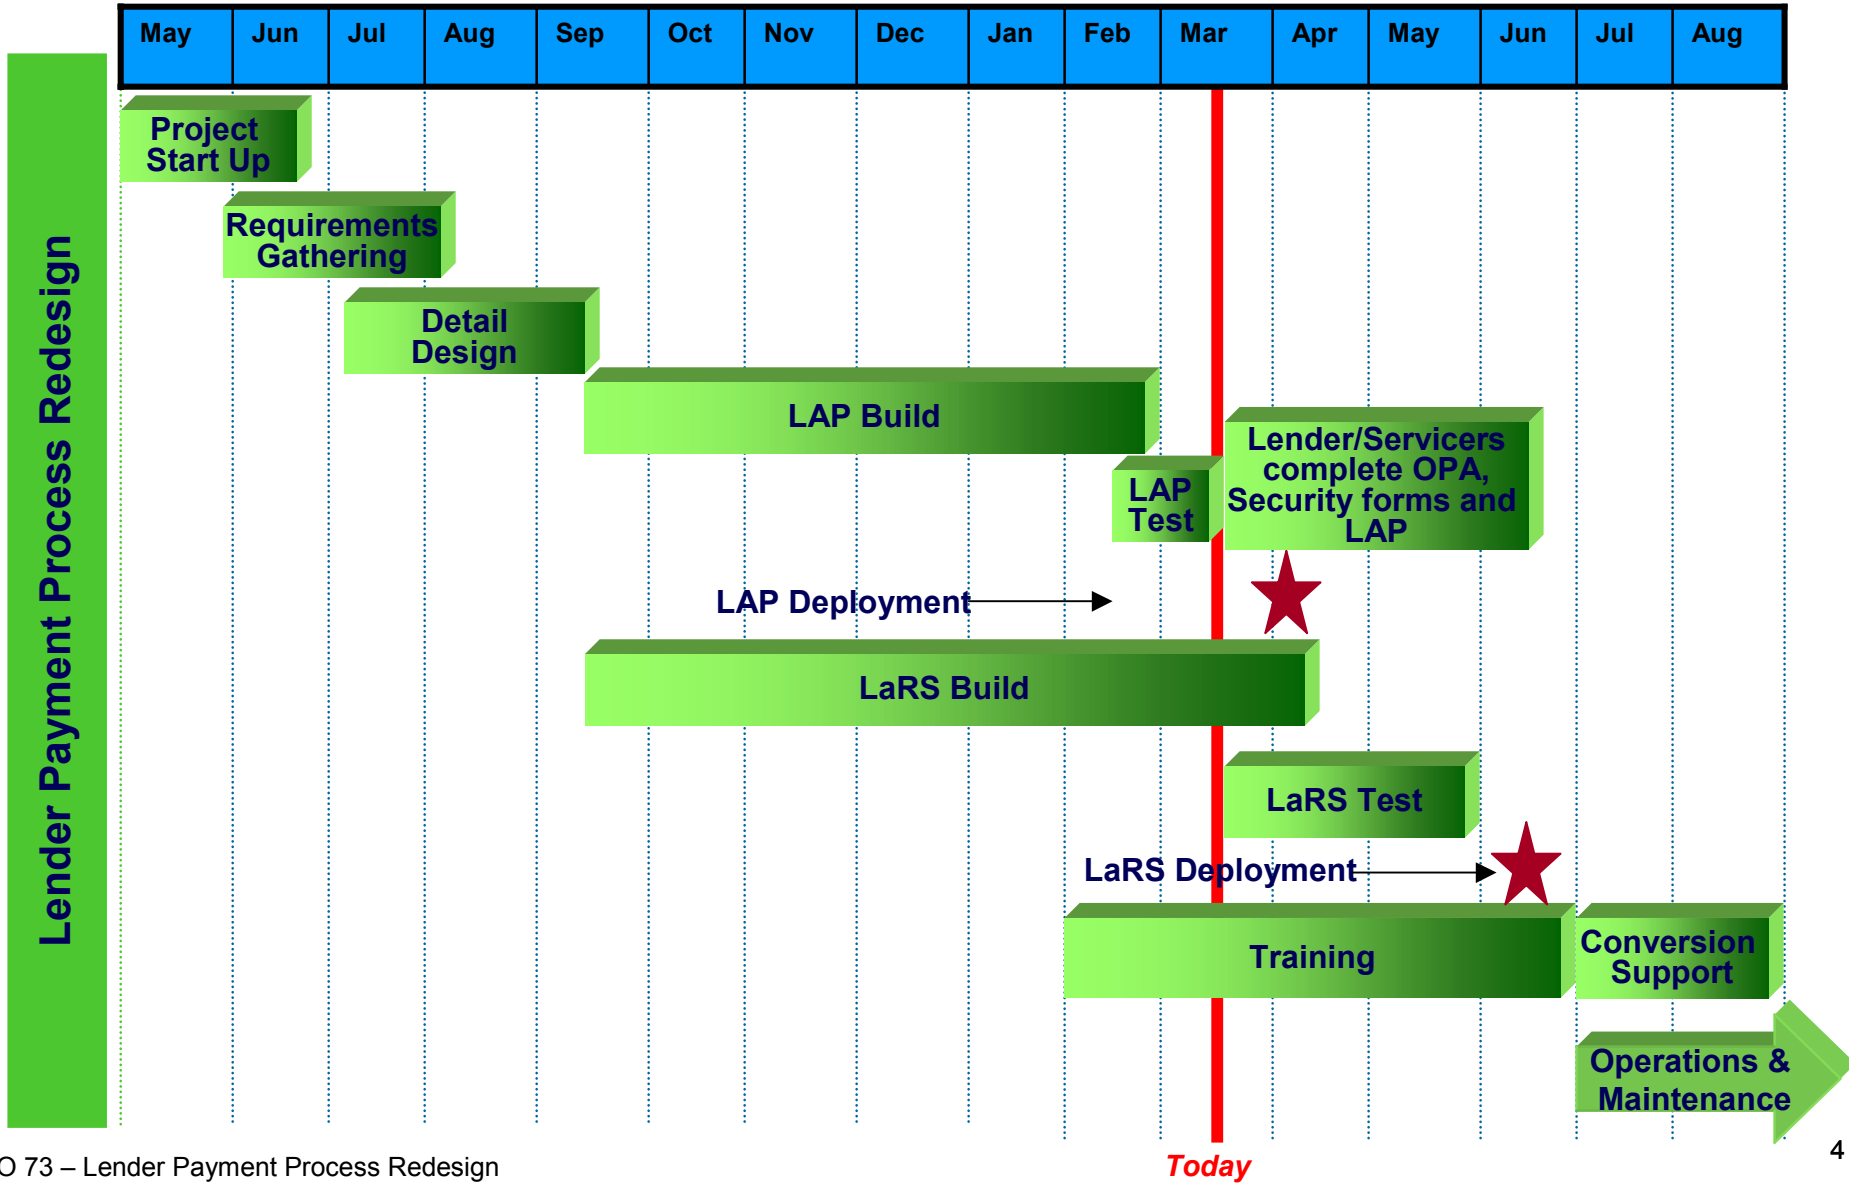 May Jun Jul Aug Sep Oct Nov Dec Jan Feb Mar Apr May Jun Jul Aug
Lender Payment Process Redesign
Project
Start Up
Requirements
Gathering
Detail
Design
LAP Build
Lender/Servicers
complete OPA,
Security forms and
LAP
LAP
Test
LAP Deployment
LaRS Build
LaRS Test
LaRS Deployment
Training
Conversion
Support
Operations &
Maintenance
O 73 – Lender Payment Process Redesign
Today
4